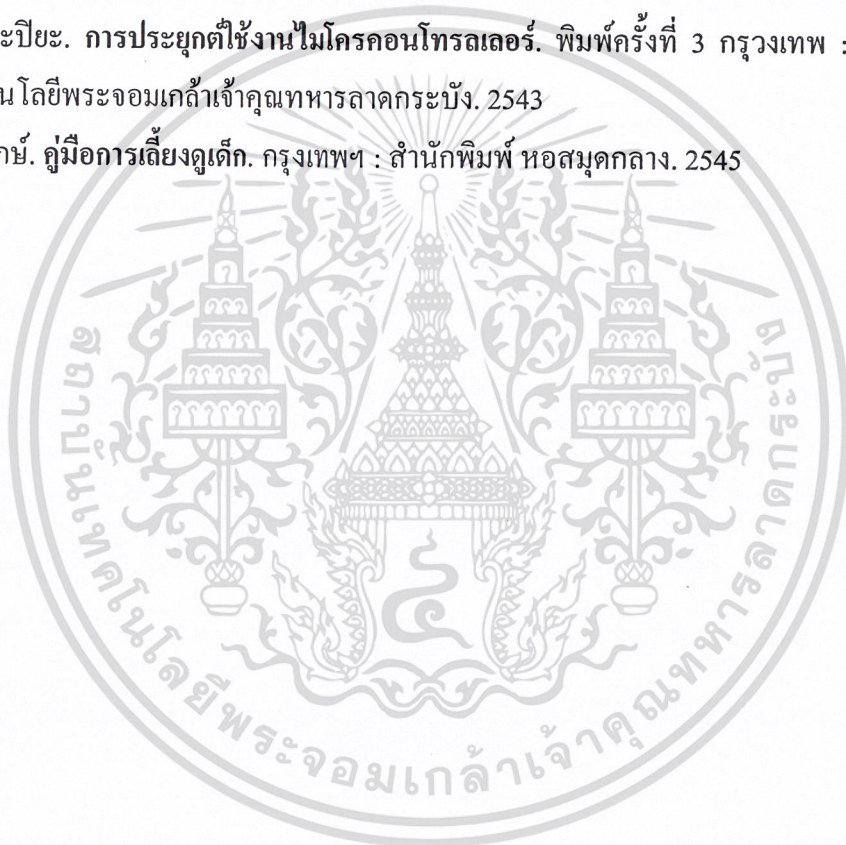 ะปิยะ. การประยุกต์ใช้งานไมโครคอนโทรลเลอร์. พิมพ์ครั้งที่ 3 กรุวงเทพ :
นโลยีพระจอมเกล้าเจ้าคุณทหารลาดกระบัง. 2543
กษ์. คู่มือการเลี้ยงดูเด็ก. กรุงเทพฯ : สำนักพิมพ์ หอสมุดกลาง. 2545
สถาบันเทคโนโลยีพระจอมเกล้าเจ้าคุณทหารลาดกระบัง